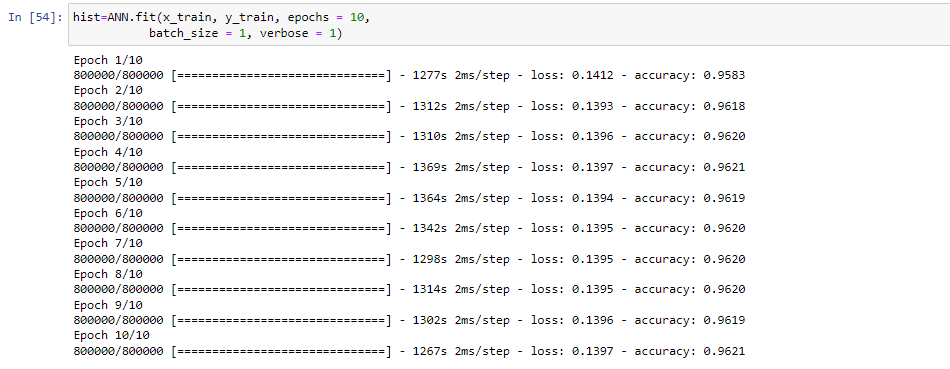 In [54]: hist=ANN.fit(x_train, y_train, epochs = 10,
batch_size = 1, verbose = 1)
Epoch 1/10
800000/800000 [==============================] - 1277s 2ms/step - loss: 0.1412 - accuracy: 0.9583
Epoch 2/10
800000/800000 [==============================] - 1312s 2ms/step - loss: 0.1393 - accuracy: 0.9618
Epoch 3/10
800000/800000 [==============================] - 1310s 2ms/step - loss: 0.1396 - accuracy: 0.9620
Epoch 4/10
800000/800000 [==============================] - 1369s 2ms/step - loss: 0.1397 - accuracy: 0.9621
Epoch 5/10
800000/800000 [==============================] - 1364s 2ms/step - loss: 0.1394 - accuracy: 0.9619
Epoch 6/10
800000/800000 [==============================] - 1342s 2ms/step - loss: 0.1395 - accuracy: 0.9620
Epoch 7/10
800000/800000 [==============================] - 1298s 2ms/step - loss: 0.1395 - accuracy: 0.9620
Epoch 8/10
800000/800000 [==============================] - 1314s 2ms/step - loss: 0.1395 - accuracy: 0.9620
Epoch 9/10
800000/800000 [==============================] - 1302s 2ms/step - loss: 0.1396 - accuracy: 0.9619
Epoch 10/10
800000/800000 [==============================] - 1267s 2ms/step - loss: 0.1397 - accuracy: 0.9621